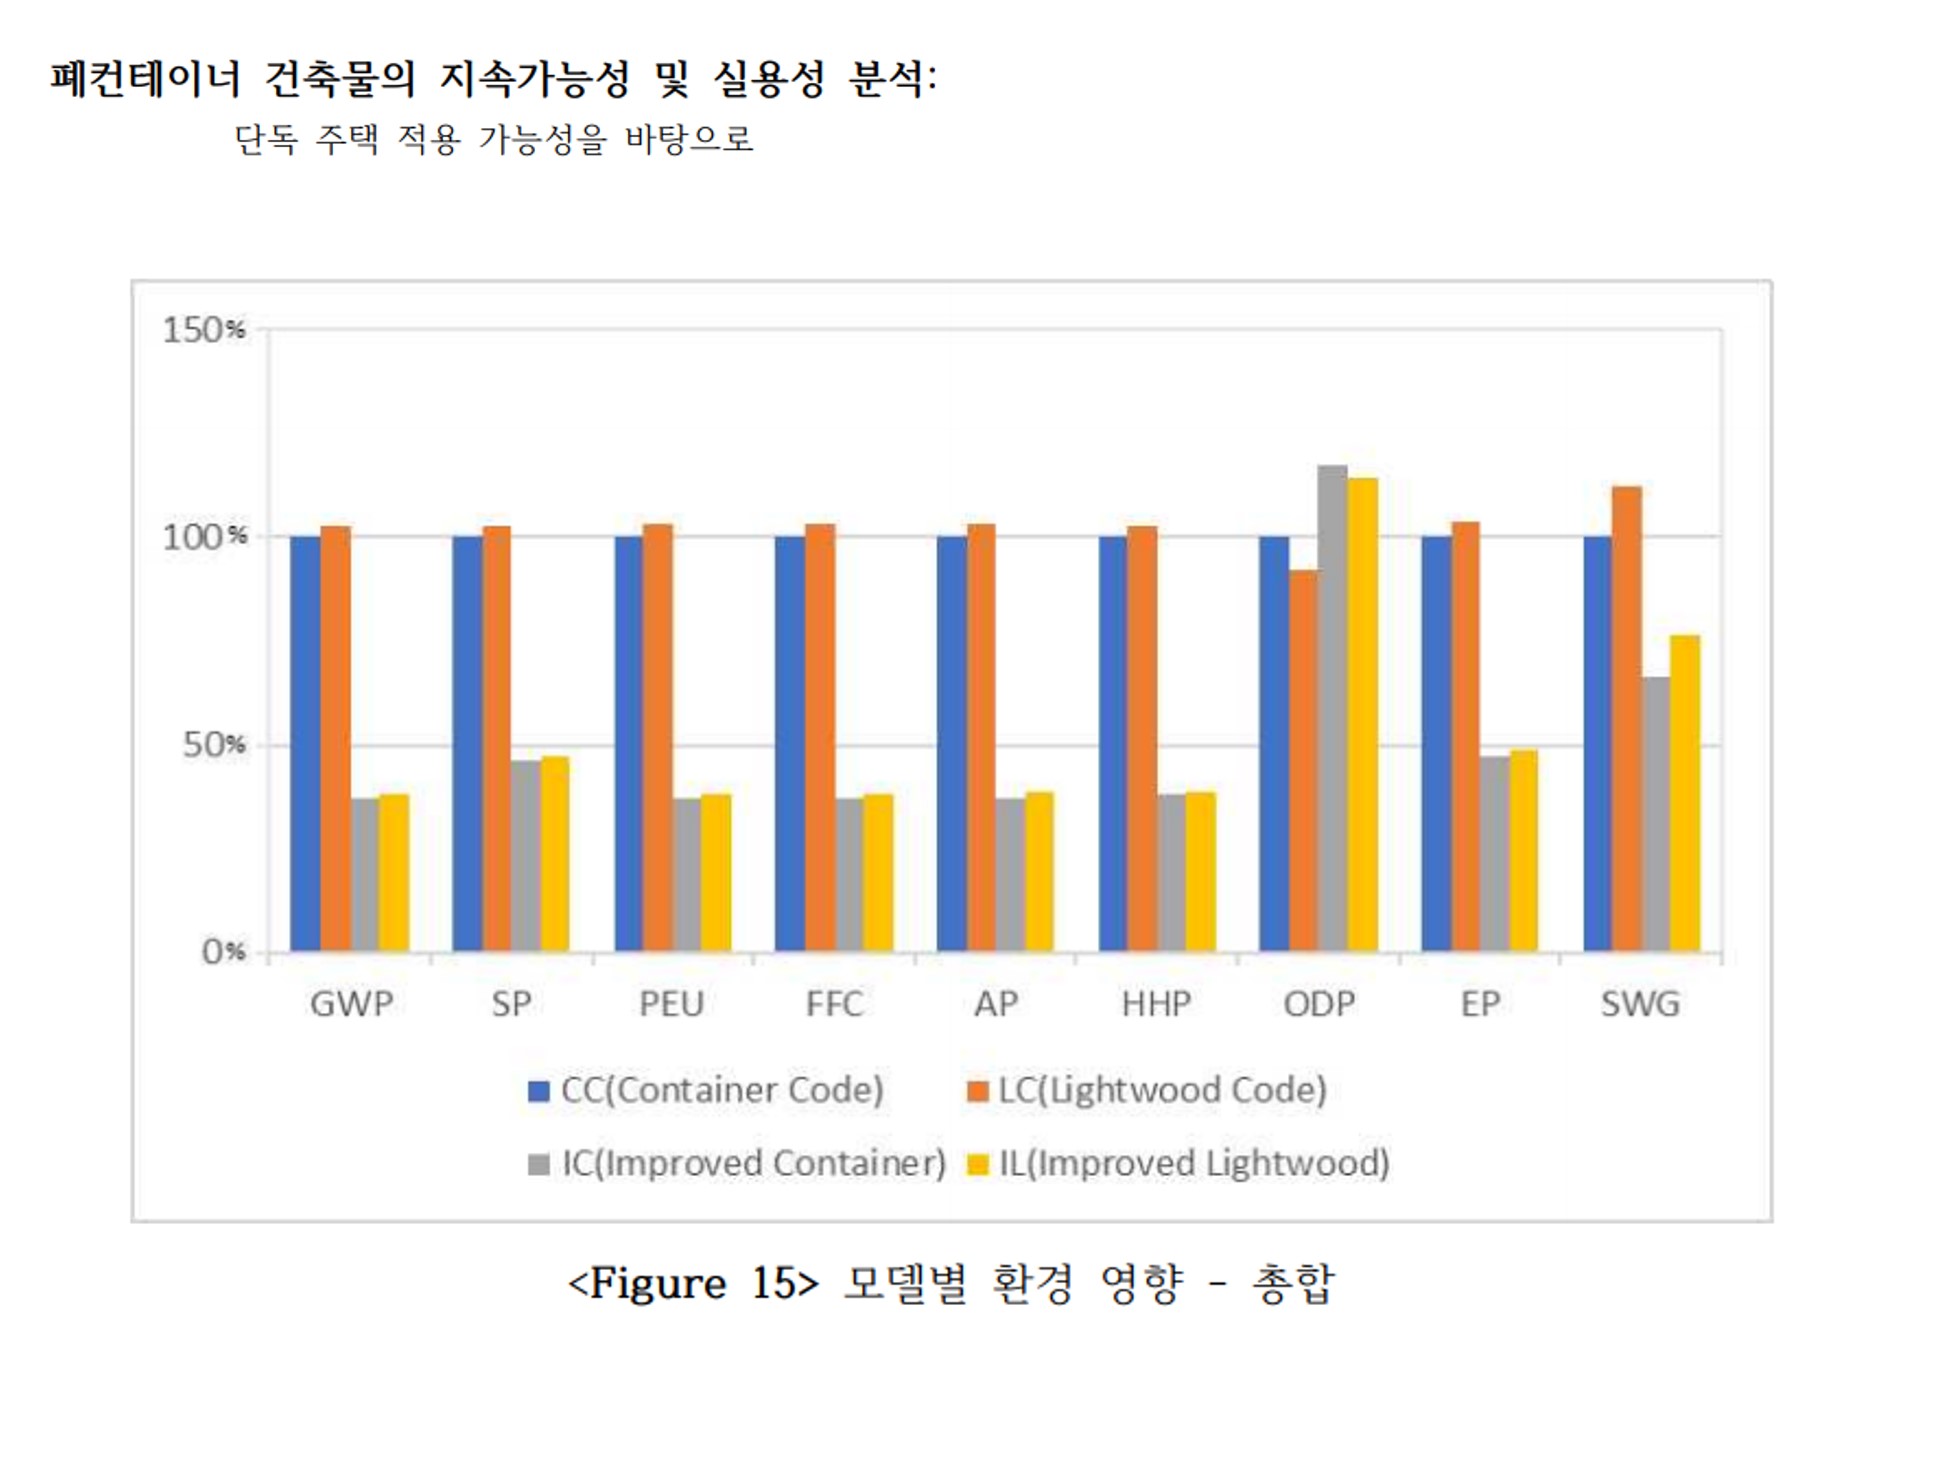 폐컨테이너 건축물의 지속가능성 및 실용성 분석:
단독 주택 적용 가능성을 바탕으로
150%
100%
50%
0%
GWP SP PEU FFC AP HHP ODP EP SWG
CC(Container Code) LC(Lightwood Code)
IC(Improved Container) IL(Improved Lightwood)
<Figure 15> 모델별 환경 영향 - 총합